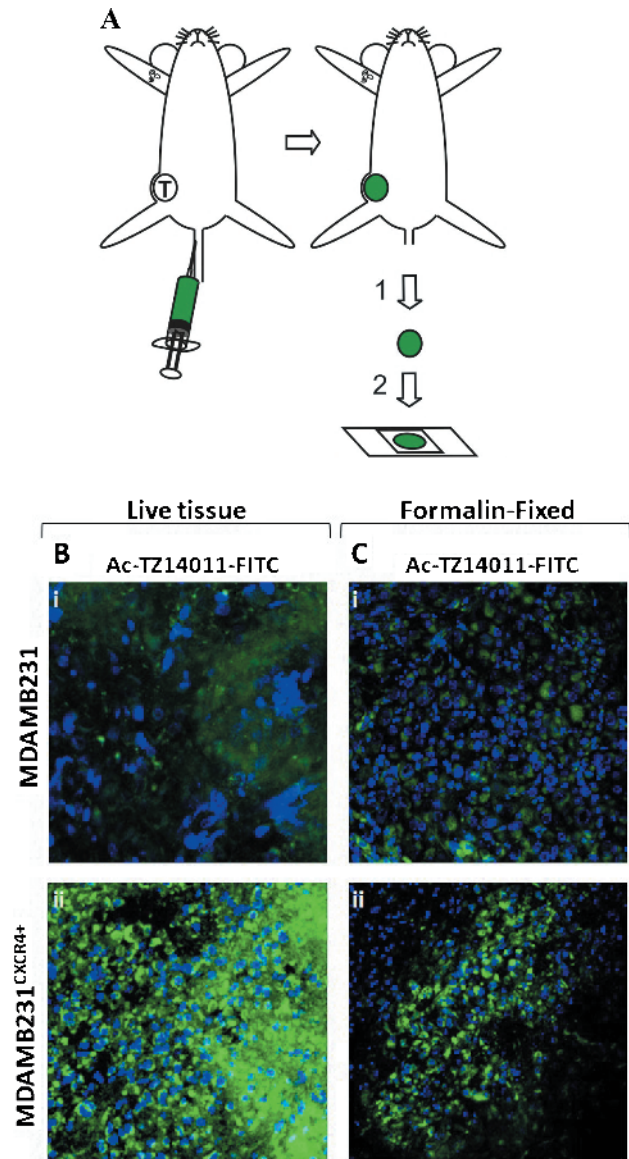 A
T
1
2
Live tissue
Formalin-Fixed
B
Ac-TZ14011-FITC
C
Ac-TZ14011-FITC
MDAMB231
i
i
MDAMB231CXCR4+
ii
ii